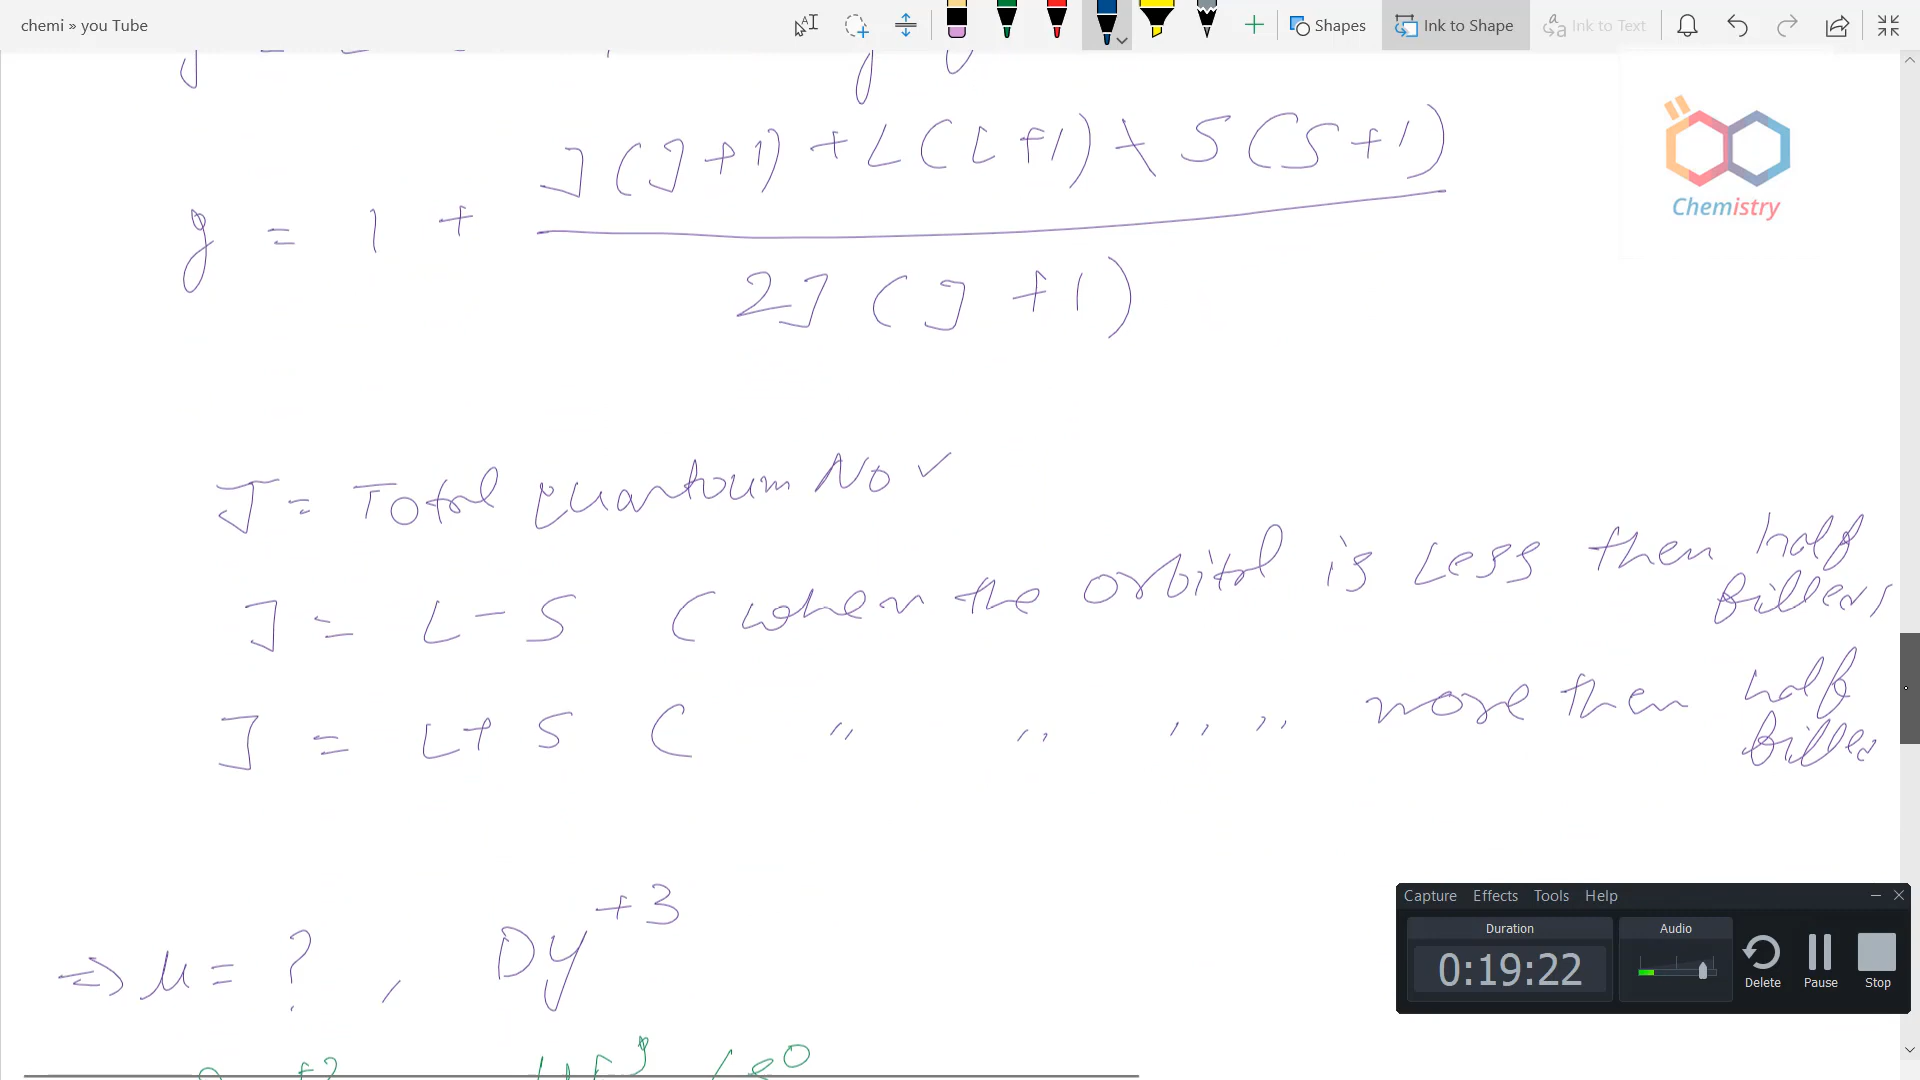 chemi » you Tube
Shapes
Ink to Shape
Ink to Text
Chemistry
J(J+1) + L(L+1) + S(S+1)
g = 1 +
2J (J +1)
J = Total quantoum No ✓
J = L - S (when the orbital is Less then half filled)
J = L + S ( ,, ,, ,, ,, more then half filled
⇒ μ = ? , Dy+3
Capture Effects Tools Help
Duration
Audio
0:19:22
Delete
Pause
Stop